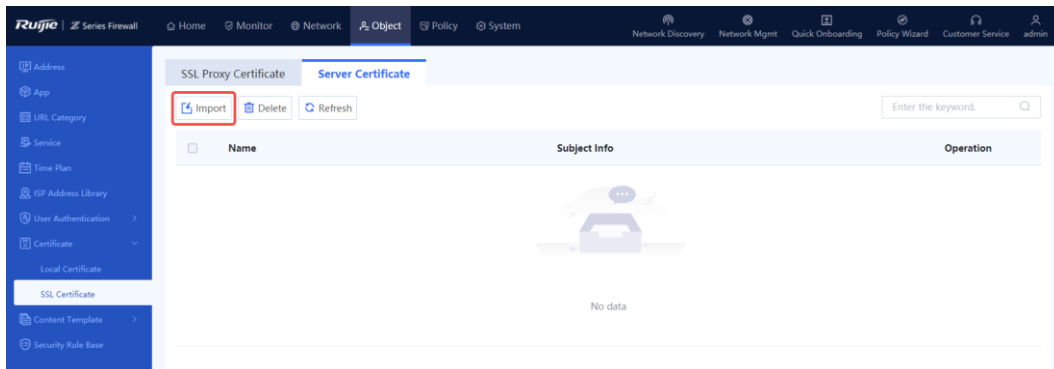 Ruijie | Z Series Firewall Home Monitor Network Object Policy System Network Discovery Network Mgmt Quick Onboarding Policy Wizard Customer Service admin
Address
App
URL Category
Service
Time Plan
ISP Address Library
User Authentication
Certificate
Local Certificate
SSL Certificate
Content Template
Security Rule Base
SSL Proxy Certificate Server Certificate
Import Delete Refresh Enter the keyword.
Name Subject Info Operation
No data